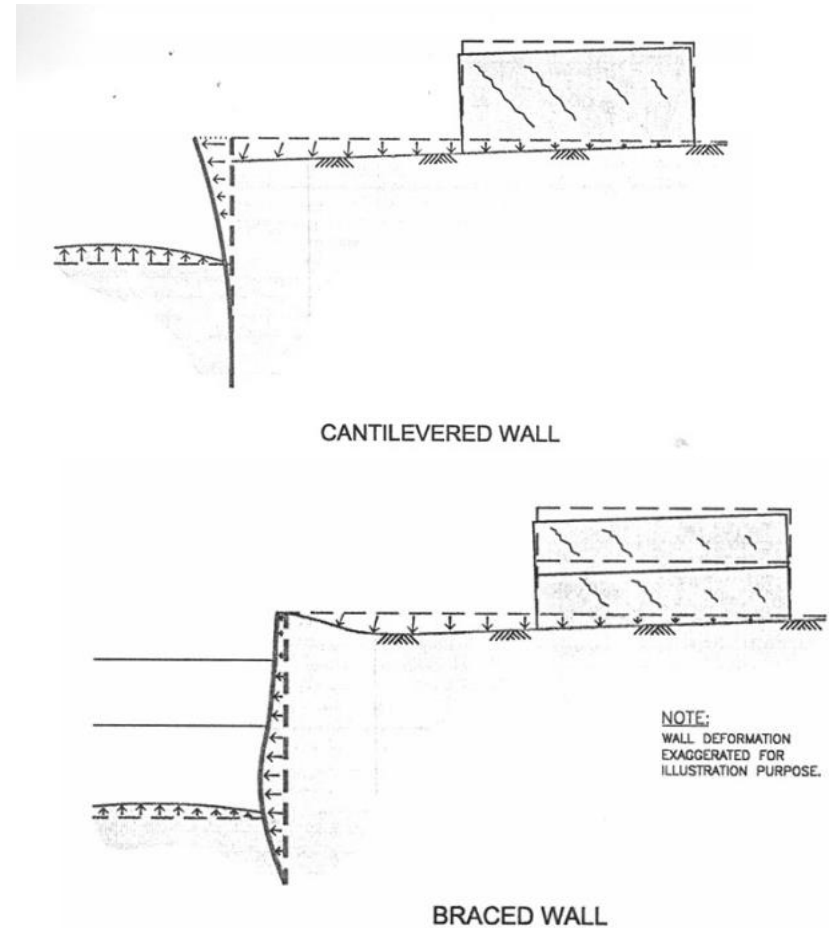 CANTILEVERED WALL
NOTE:
WALL DEFORMATION
EXAGGERATED FOR
ILLUSTRATION PURPOSE.
BRACED WALL